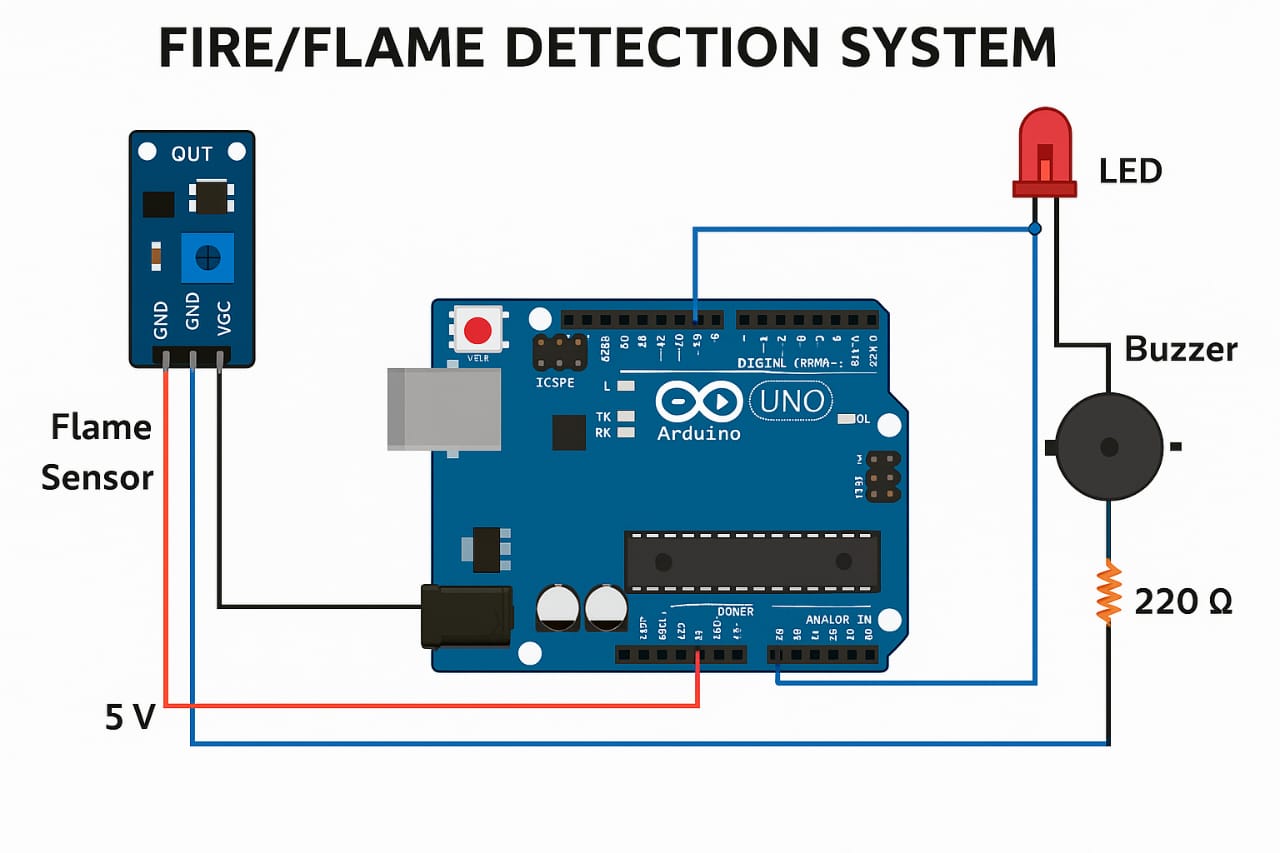 FIRE/FLAME DETECTION SYSTEM
OUT
GND
GND
VGC
Flame
Sensor
5 V
LED
Buzzer
220 Ω
VELR
ICSPE
L
TK
RK
DIGINL (RRMA-:
UNO
Arduino
OL
DONER
ANALOR IN